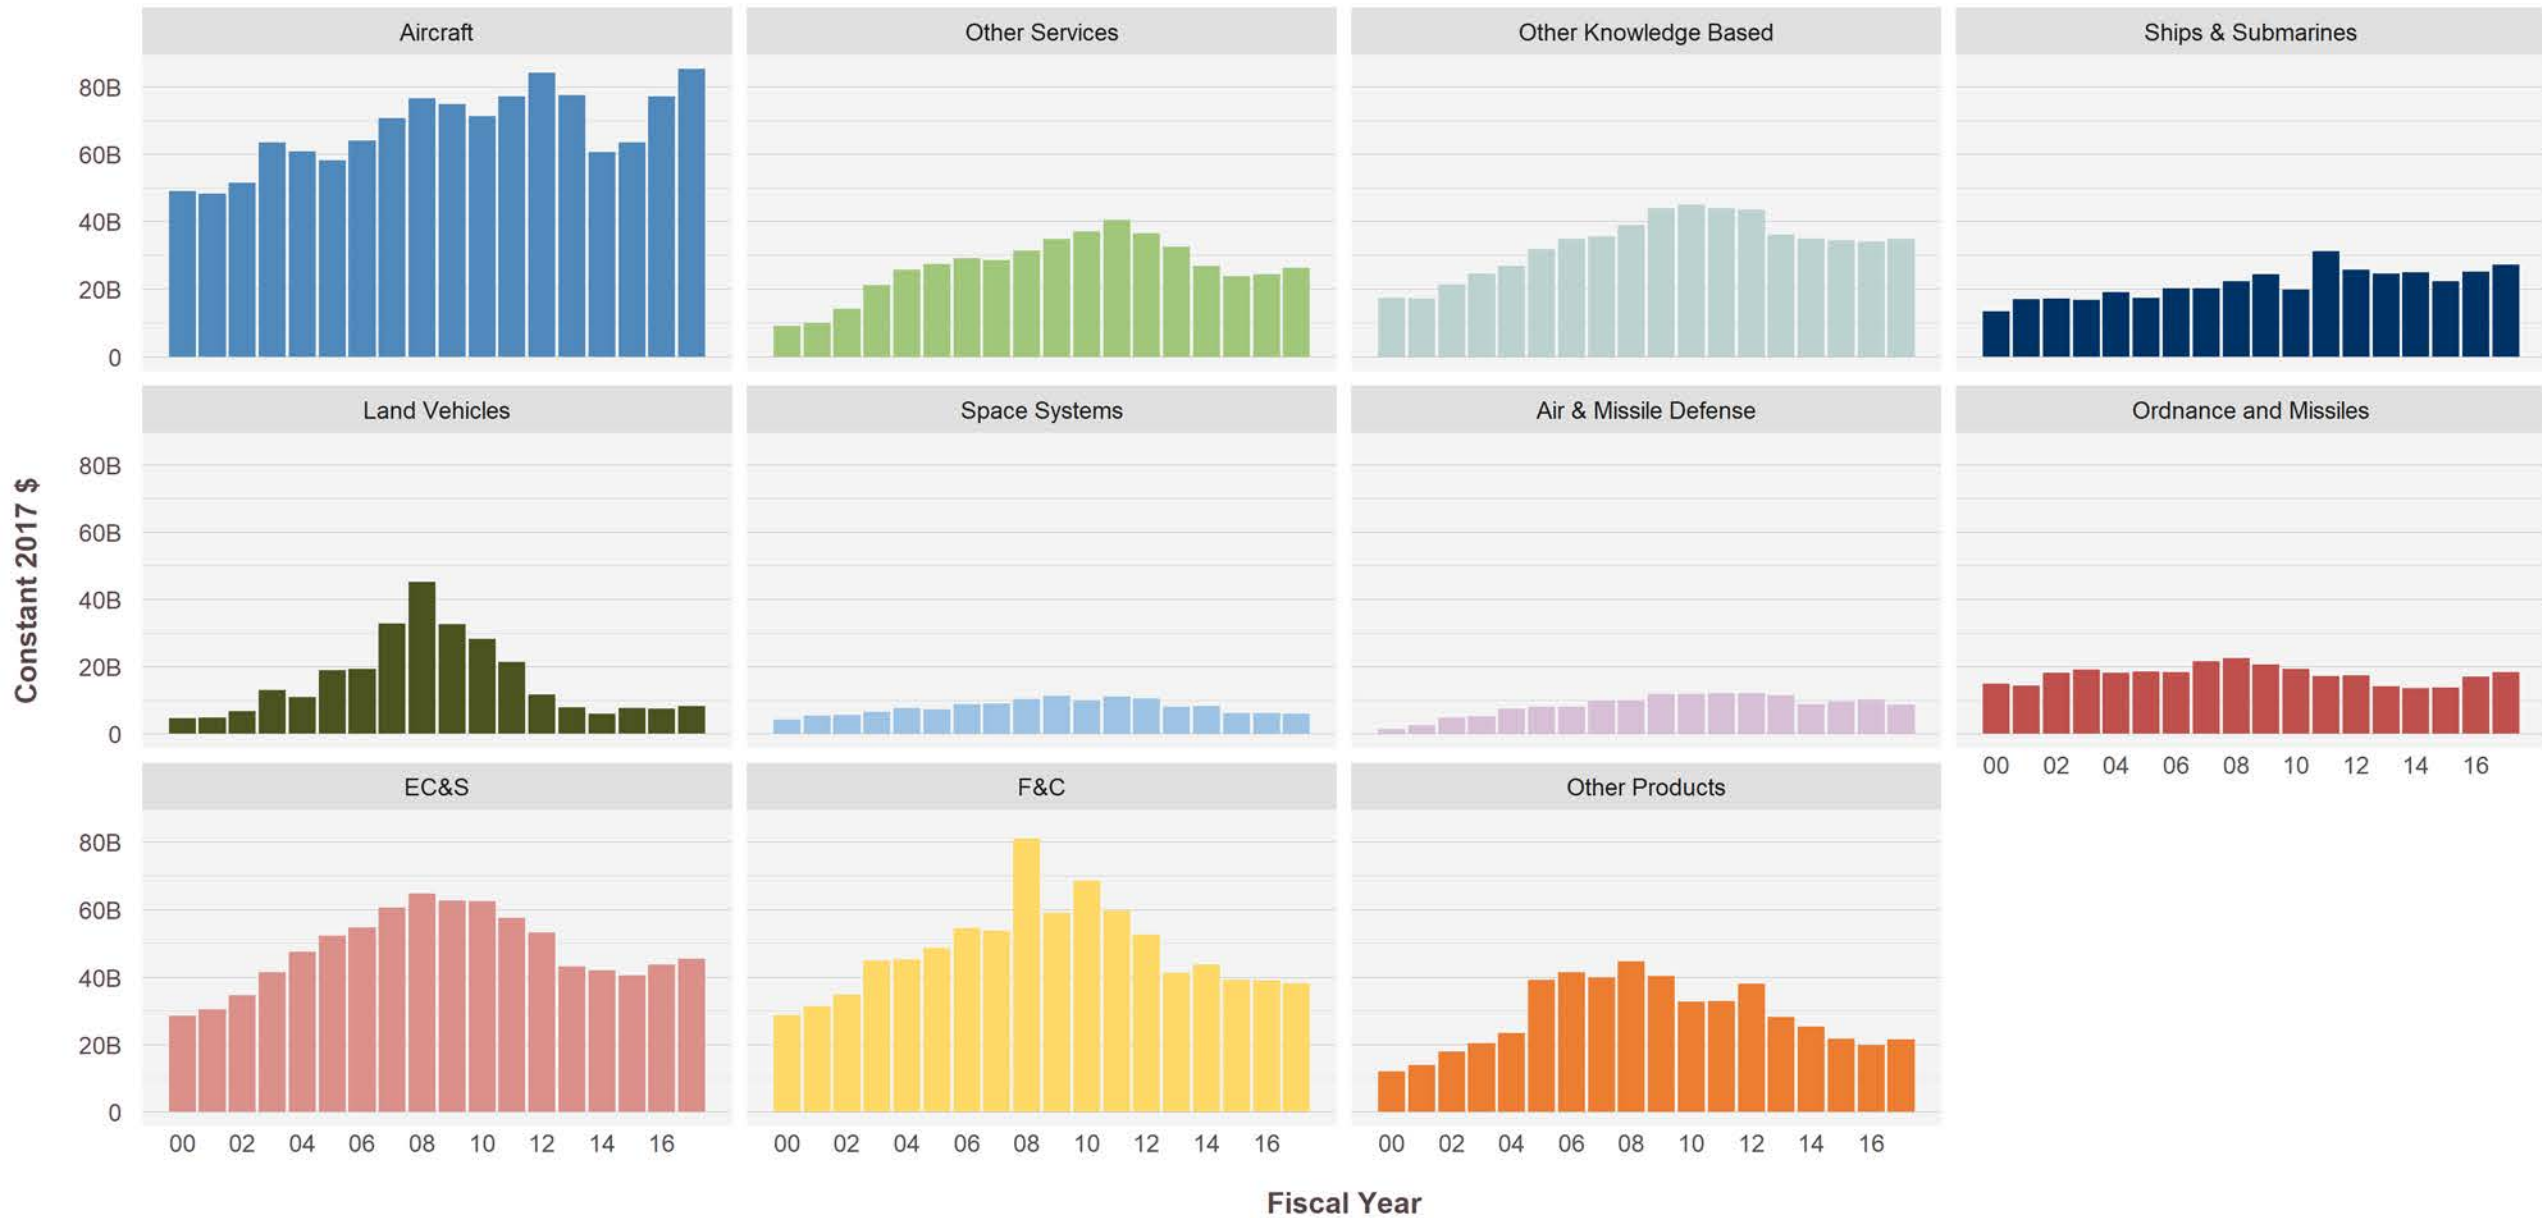 Aircraft
Other Services
Other Knowledge Based
Ships & Submarines
80B
60B
40B
20B
0
Land Vehicles
Space Systems
Air & Missile Defense
Ordnance and Missiles
80B
60B
40B
20B
0
00 02 04 06 08 10 12 14 16
EC&S
F&C
Other Products
80B
60B
40B
20B
0
00 02 04 06 08 10 12 14 16
00 02 04 06 08 10 12 14 16
00 02 04 06 08 10 12 14 16
Constant 2017 $
Fiscal Year